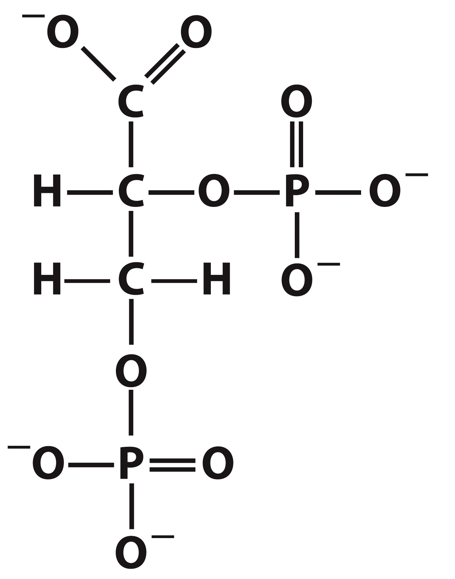 ⁻O O
C O
H C O P O⁻
H C H O⁻
O
⁻O P O
O⁻